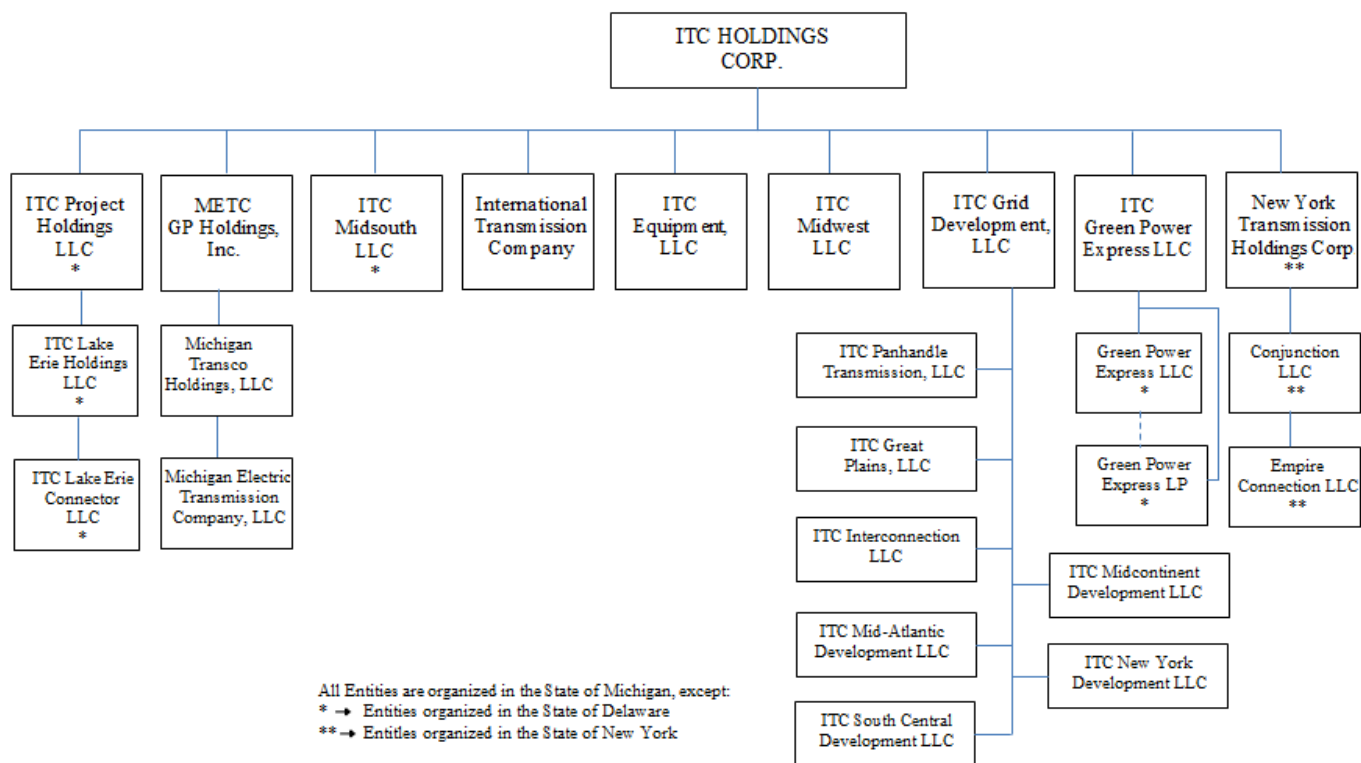 ITC HOLDINGS
CORP.
ITC Project
Holdings
LLC
*
METC
GP Holdings,
Inc.
ITC
Midsouth
LLC
*
International
Transmission
Company
ITC
Equipment,
LLC
ITC
Midwest
LLC
ITC Grid
Development,
LLC
ITC
Green Power
Express LLC
New York
Transmission
Holdings Corp
**
ITC Lake
Erie Holdings
LLC
*
Michigan
Transco
Holdings, LLC
ITC Panhandle
Transmission, LLC
Green Power
Express LLC
*
Conjunction
LLC
**
ITC Lake Erie
Connector
LLC
*
Michigan Electric
Transmission
Company, LLC
ITC Great
Plains, LLC
Green Power
Express LP
*
Empire
Connection LLC
**
ITC Interconnection
LLC
ITC Midcontinent
Development LLC
ITC Mid-Atlantic
Development LLC
ITC New York
Development LLC
ITC South Central
Development LLC
All Entities are organized in the State of Michigan, except:
* → Entities organized in the State of Delaware
** → Entitles organized in the State of New York